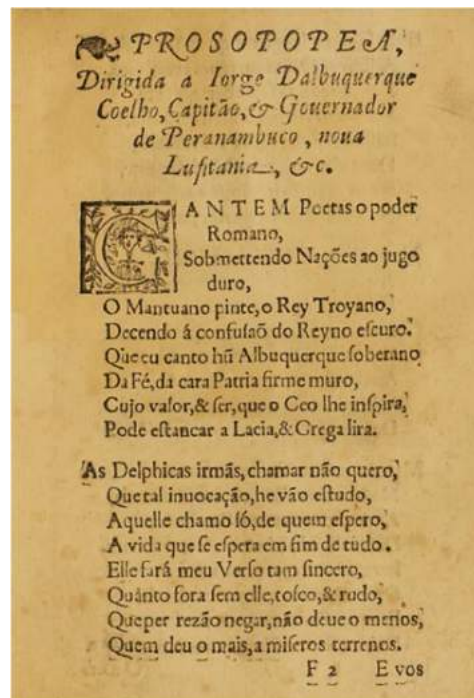 PROSOPOPEA,
Dirigida a Iorge Dalbuquerque
Coelho, Capitão, & Gouernador
de Peranambuco, noua
Luſitania, &c.
CANTEM Poetas o poder
Romano,
Sobmettendo Nações ao jugo
duro,
O Mantuano pinte, o Rey Troyano,
Decendo á confuſaõ do Reyno eſcuro.
Que eu canto hũ Albuquerque ſoberano
Da Fé, da cara Patria firme muro,
Cujo valor, & ſer, que o Ceo lhe inſpira,
Pode eſtancar a Lacia, & Grega lira.
As Delphicas irmãs, chamar não quero,
Que tal inuocação, he vão eſtudo,
Aquelle chamo ſó, de quem eſpero,
A vida que ſe eſpera em fim de tudo.
Elle fará meu Verſo tam ſincero,
Quânto fora ſem elle, toſco, & rudo,
Que per rezão negar, não deue o menos,
Quem deu o mais, a miſeros terrenos.
F 2 E vos